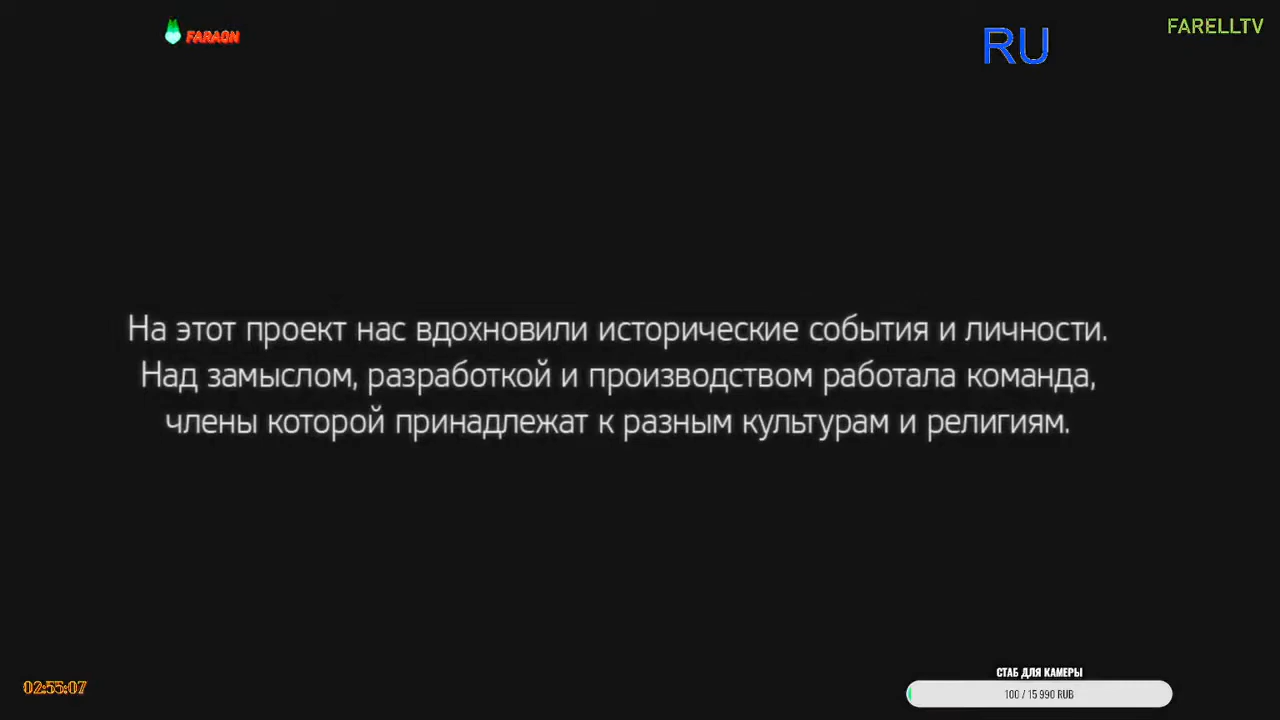 FARAON
RU
FARELLTV
На этот проект нас вдохновили исторические события и личности.
Над замыслом, разработкой и производством работала команда,
члены которой принадлежат к разным культурам и религиям.
02:55:07
СТАБ ДЛЯ КАМЕРЫ
100 / 15 990 RUB